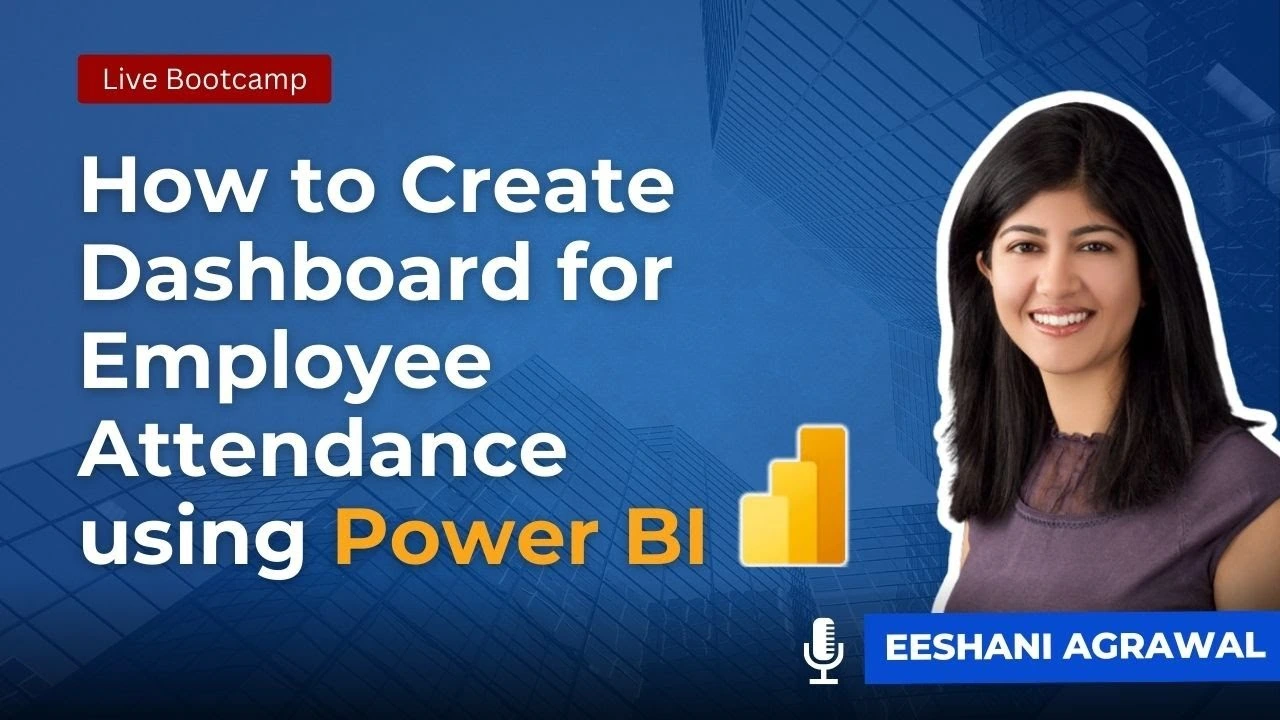 Live Bootcamp
How to Create
Dashboard for
Employee
Attendance
using Power BI
EESHANI AGRAWAL